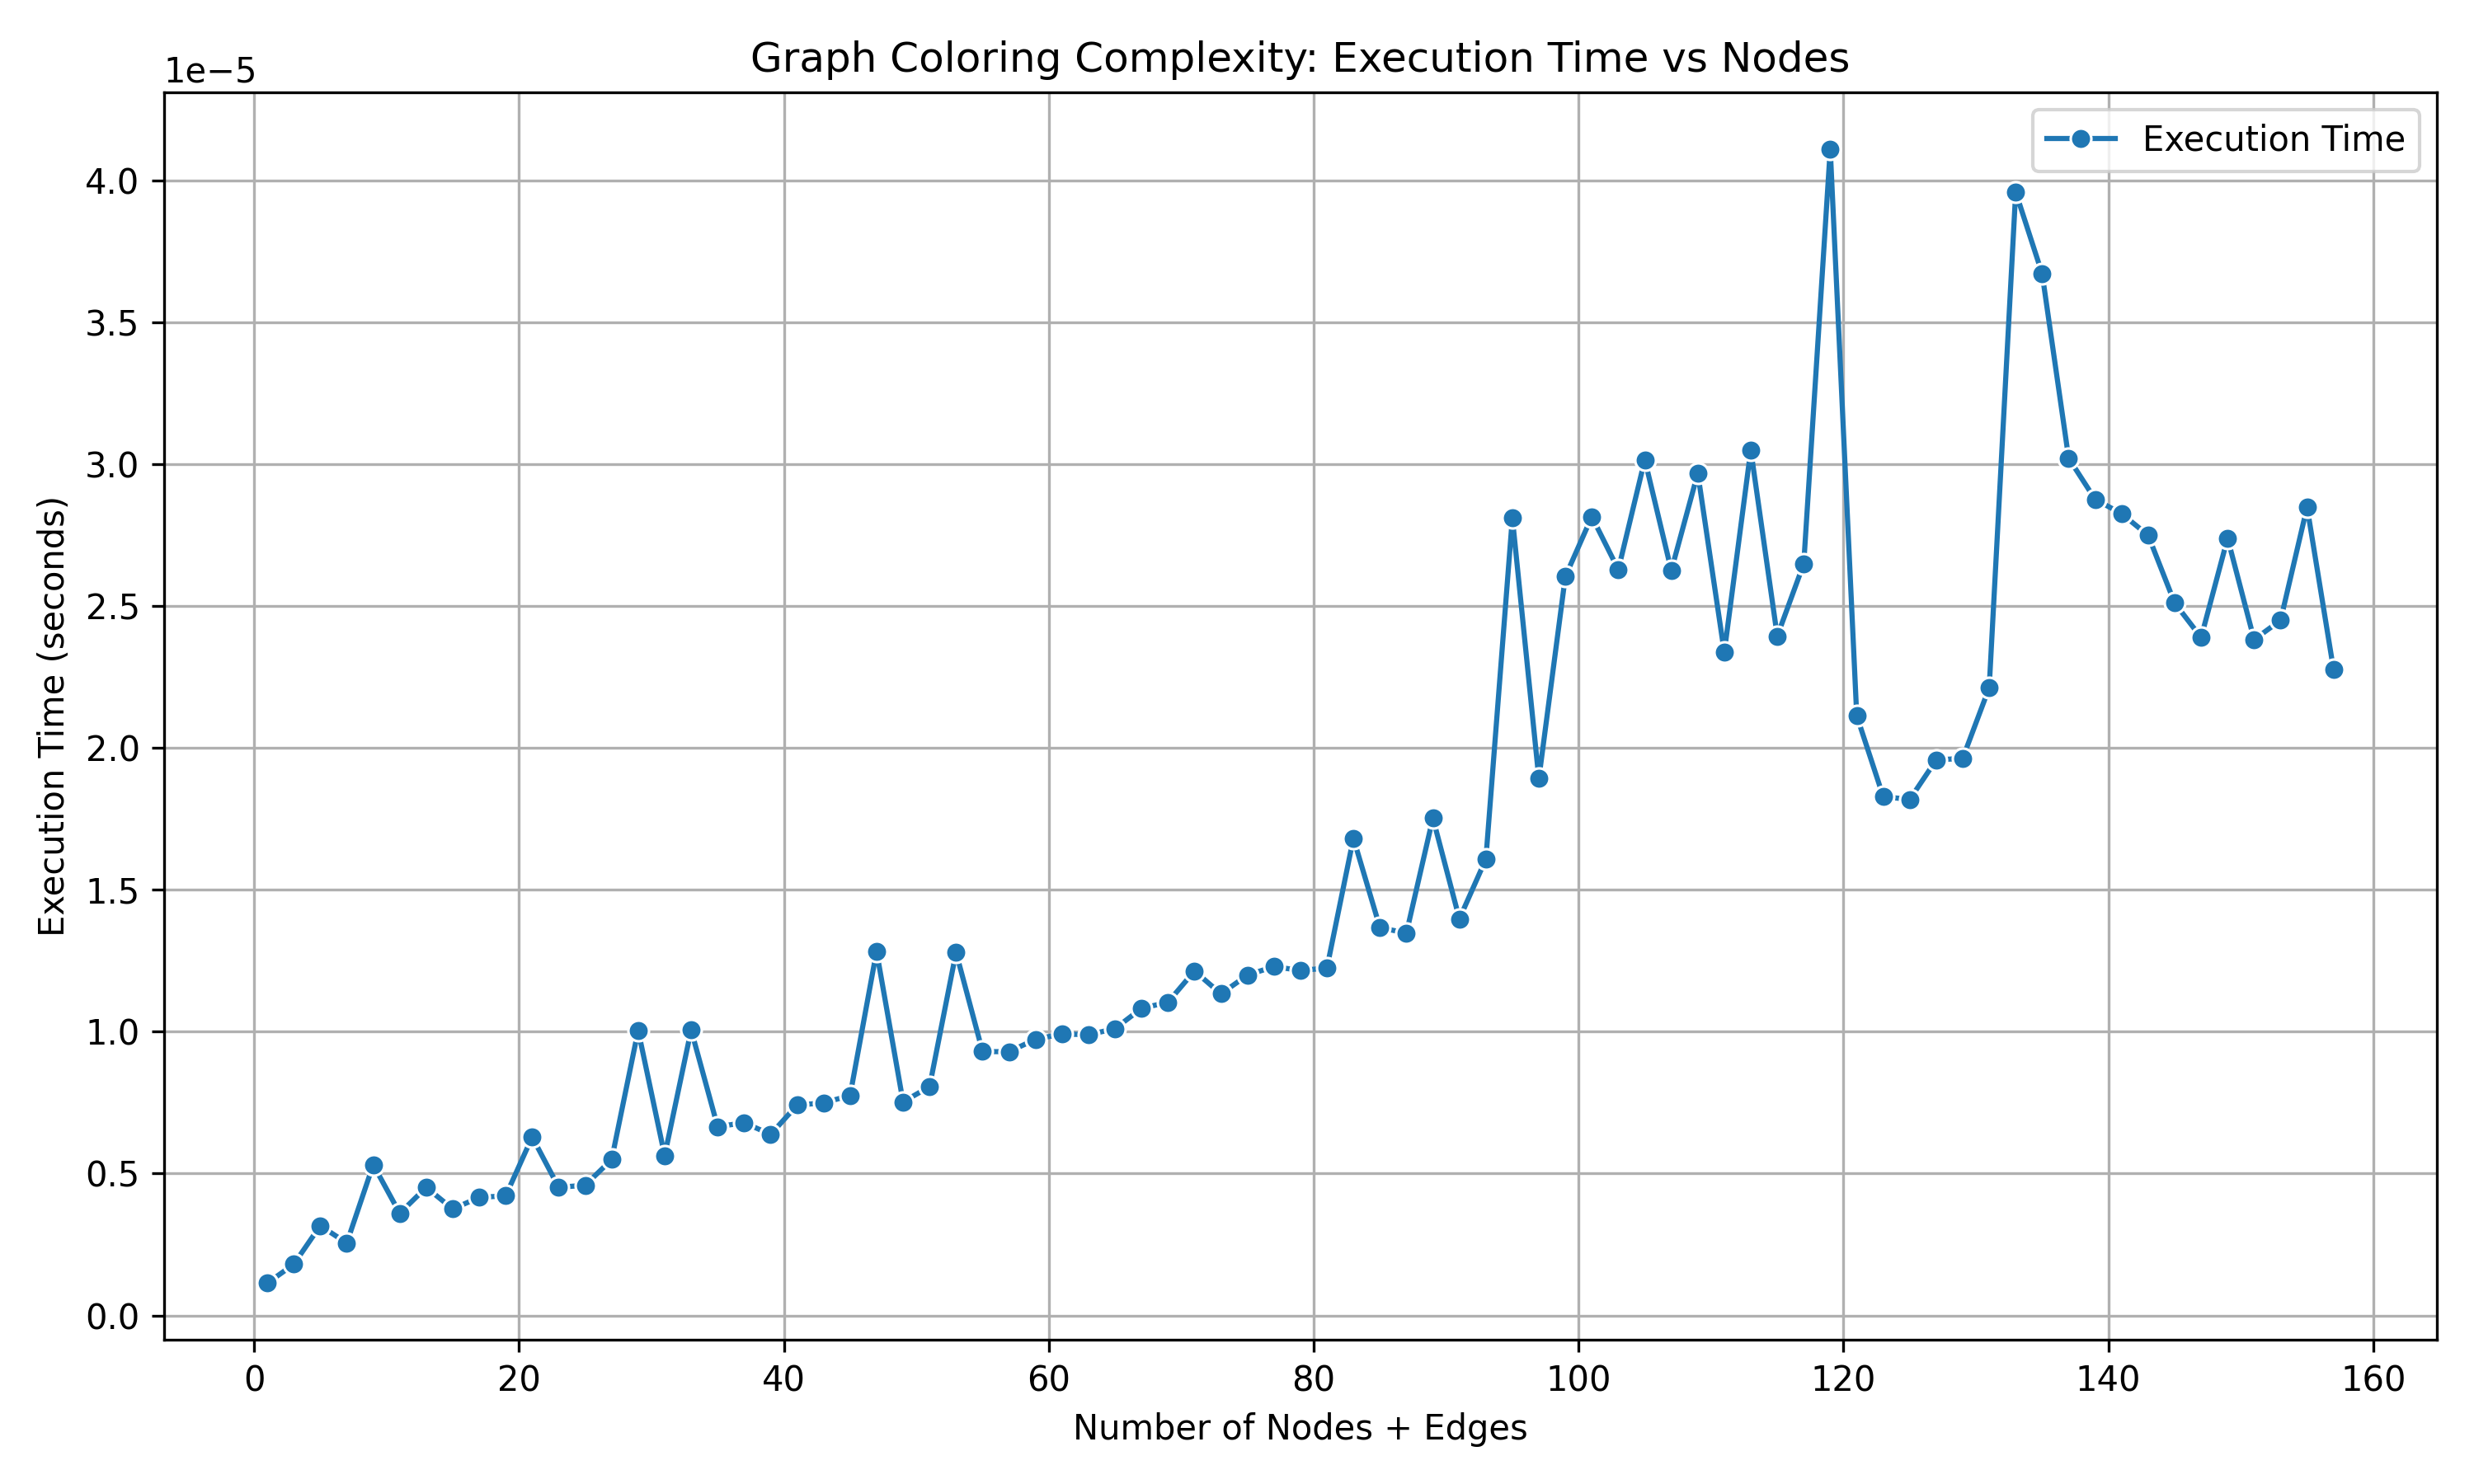 Graph Coloring Complexity: Execution Time vs Nodes
1e−5
Execution Time
4.0
3.5
3.0
2.5
2.0
1.5
1.0
0.5
0.0
Execution Time (seconds)
0 20 40 60 80 100 120 140 160
Number of Nodes + Edges